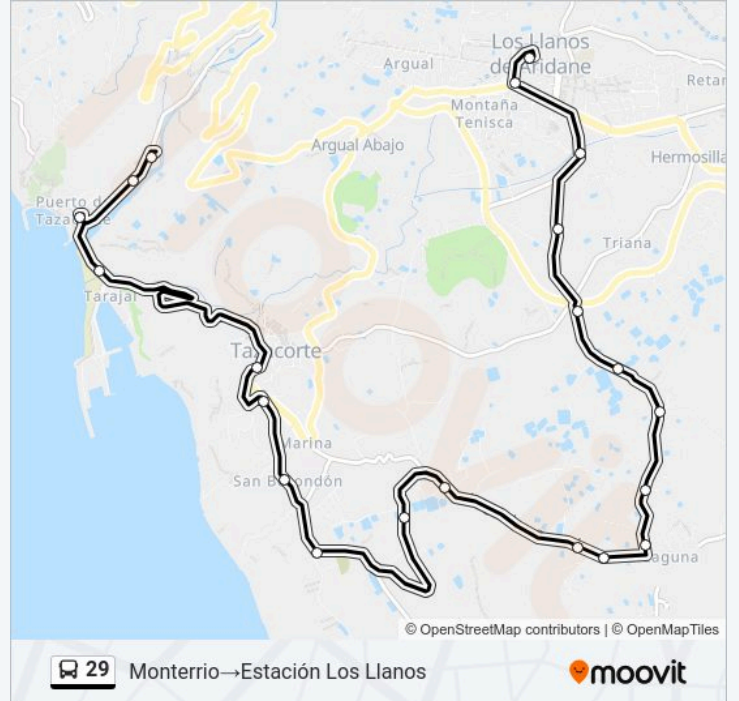 Los Llanos
de Aridane
Argual
Retar
Montaña
Tenisca
Argual Abajo
Hermosilla
Puerto de
Tazacorte
Triana
Tarajal
Tazacorte
Marina
San Borondón
Laguna
© OpenStreetMap contributors | © OpenMapTiles
29 Monterrio→Estación Los Llanos
moovit